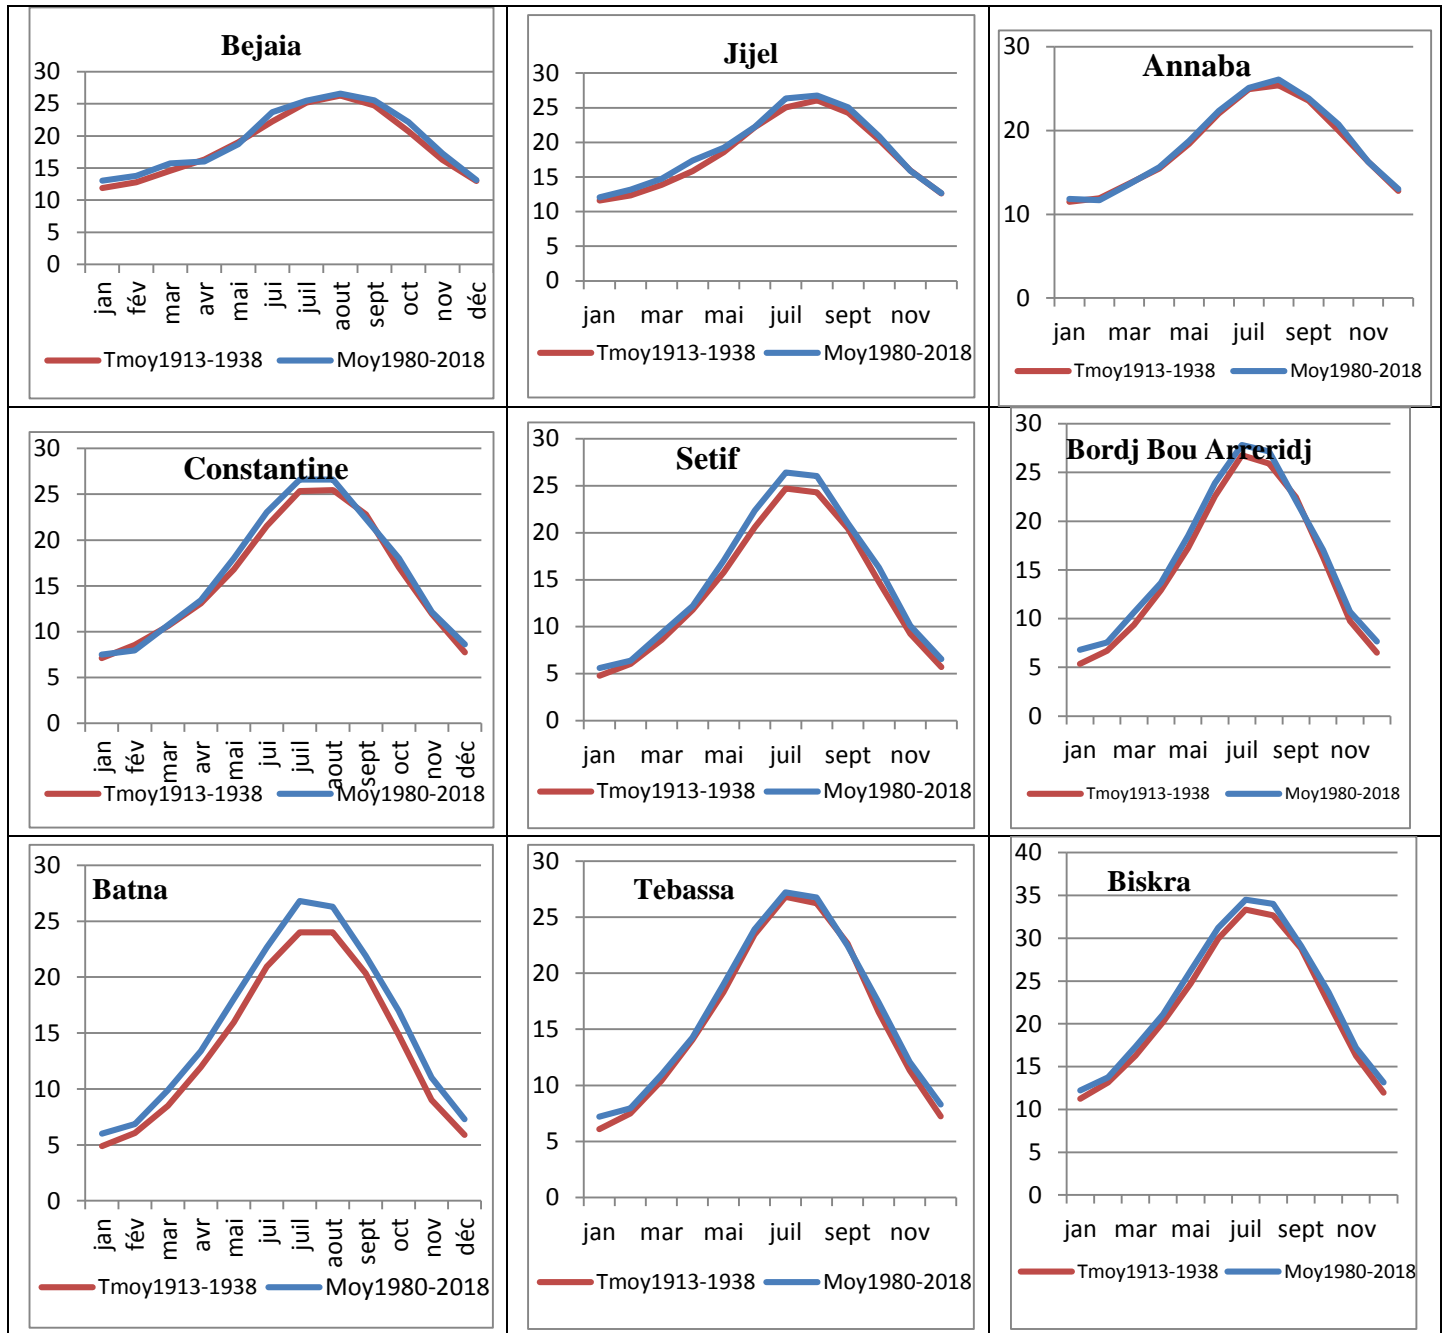 Bejaia
30
25
20
15
10
5
0
jan fév mar avr mai jui juil aout sept oct nov déc
Tmoy1913-1938 Moy1980-2018
Jijel
30
25
20
15
10
5
0
jan mar mai juil sept nov
Tmoy1913-1938 Moy1980-2018
Annaba
30
20
10
0
jan mar mai juil sept nov
Tmoy1913-1938 Moy1980-2018
Constantine
30
25
20
15
10
5
0
jan fév mar avr mai jui juil aout sept oct nov déc
Tmoy1913-1938 Moy1980-2018
Setif
30
25
20
15
10
5
0
jan mar mai juil sept nov
Tmoy1913-1938 Moy1980-2018
Bordj Bou Arreridj
30
25
20
15
10
5
0
jan mar mai juil sept nov
Tmoy1913-1938 Moy1980-2018
Batna
30
25
20
15
10
5
0
jan fév mar avr mai jui juil aout sept oct nov déc
Tmoy1913-1938 Moy1980-2018
Tebassa
30
25
20
15
10
5
0
jan mar mai juil sept nov
Tmoy1913-1938 Moy1980-2018
Biskra
40
35
30
25
20
15
10
5
0
jan mar mai juil sept nov
Tmoy1913-1938 Moy1980-2018